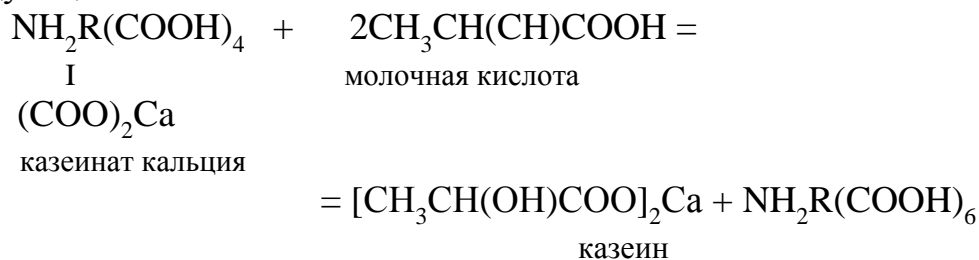 NH₂R(COOH)₄ + 2CH₃CH(CH)COOH =
I молочная кислота
(COO)₂Ca
казеинат кальция
= [CH₃CH(OH)COO]₂Ca + NH₂R(COOH)₆
казеин